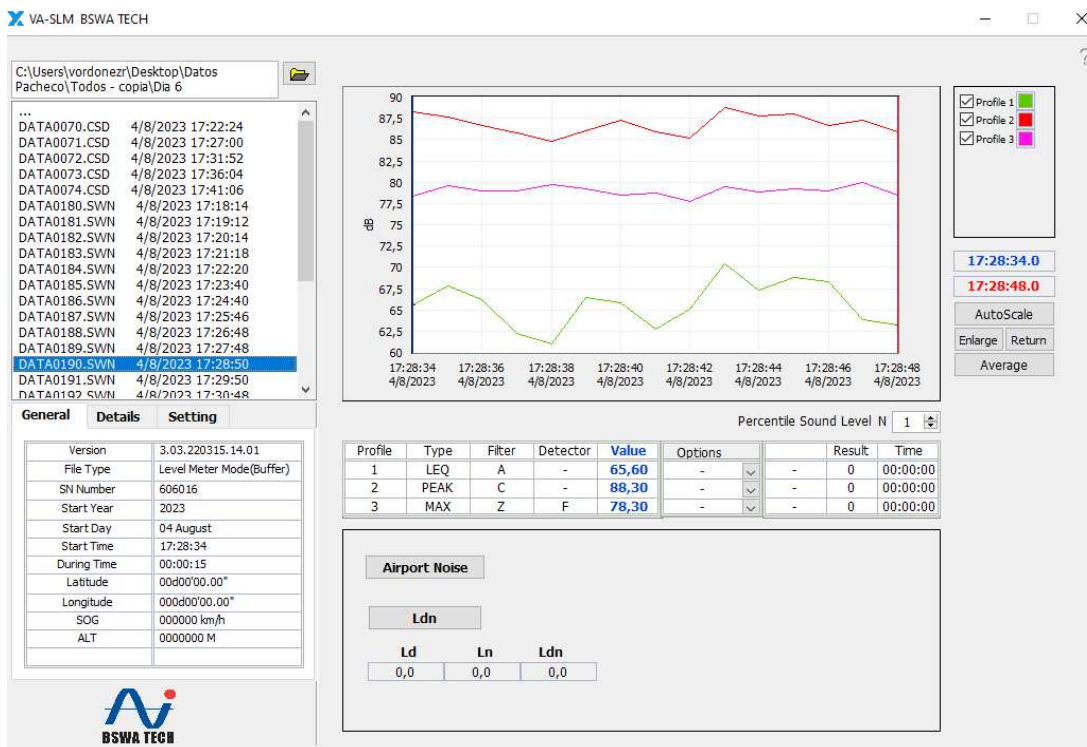 VA-SLM BSWA TECH
?
C:\Users\vordonezr\Desktop\Datos
Pacheco\Todos - copia\Dia 6
...
DATA0070.CSD 4/8/2023 17:22:24
DATA0071.CSD 4/8/2023 17:27:00
DATA0072.CSD 4/8/2023 17:31:52
DATA0073.CSD 4/8/2023 17:36:04
DATA0074.CSD 4/8/2023 17:41:06
DATA0180.SWN 4/8/2023 17:18:14
DATA0181.SWN 4/8/2023 17:19:12
DATA0182.SWN 4/8/2023 17:20:14
DATA0183.SWN 4/8/2023 17:21:18
DATA0184.SWN 4/8/2023 17:22:20
DATA0185.SWN 4/8/2023 17:23:40
DATA0186.SWN 4/8/2023 17:24:40
DATA0187.SWN 4/8/2023 17:25:46
DATA0188.SWN 4/8/2023 17:26:48
DATA0189.SWN 4/8/2023 17:27:48
DATA0190.SWN 4/8/2023 17:28:50
DATA0191.SWN 4/8/2023 17:29:50
DATA0192.SWN 4/8/2023 17:30:48
General Details Setting
Version 3.03.220315.14.01
File Type Level Meter Mode(Buffer)
SN Number 606016
Start Year 2023
Start Day 04 August
Start Time 17:28:34
During Time 00:00:15
Latitude 00d00'00.00"
Longitude 000d00'00.00"
SOG 000000 km/h
ALT 0000000 M
BSWA TECH
90
87,5
85
82,5
80
77,5
75
72,5
70
67,5
65
62,5
60
dB
17:28:34 17:28:36 17:28:38 17:28:40 17:28:42 17:28:44 17:28:46 17:28:48
4/8/2023 4/8/2023 4/8/2023 4/8/2023 4/8/2023 4/8/2023 4/8/2023 4/8/2023
Profile 1
Profile 2
Profile 3
17:28:34.0
17:28:48.0
AutoScale
Enlarge Return
Average
Percentile Sound Level N 1
Profile Type Filter Detector Value Options Result Time
1 LEQ A - 65,60 - - 0 00:00:00
2 PEAK C - 88,30 - - 0 00:00:00
3 MAX Z F 78,30 - - 0 00:00:00
Airport Noise
Ldn
Ld Ln Ldn
0,0 0,0 0,0